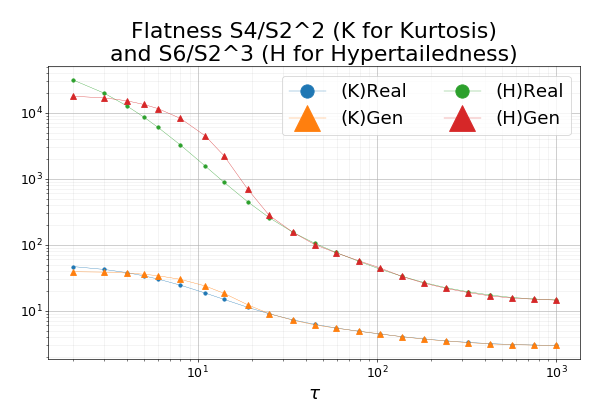 Flatness S4/S2^2 (K for Kurtosis)
and S6/S2^3 (H for Hypertailedness)
(K)Real (H)Real
(K)Gen (H)Gen
10^4
10^3
10^2
10^1
10^1 10^2 10^3
τ